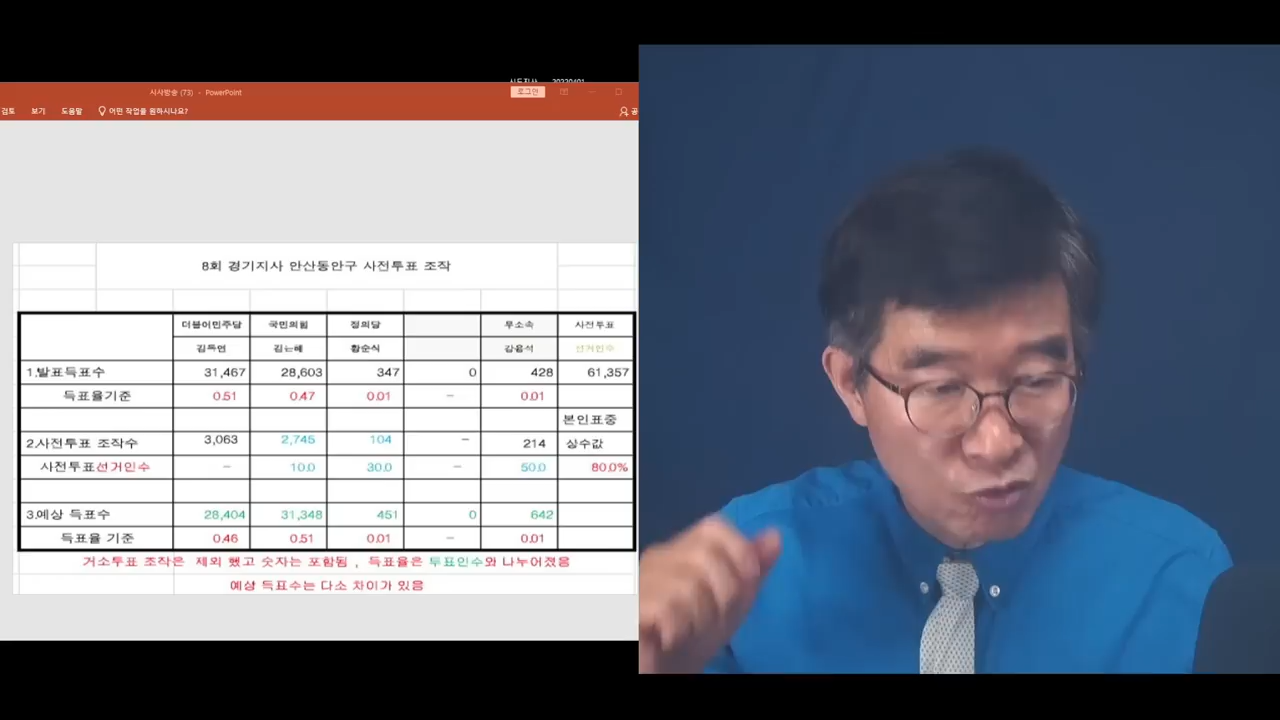 시도지사 20220601
시사방송 (73) - PowerPoint
로그인
검토 보기 도움말 어떤 작업을 원하시나요? 공
8회 경기지사 안산동안구 사전투표 조작
더불어민주당 국민의힘 정의당 무소속 사전투표
황순식 강용석 선거인수
1.발표득표수 31,467 28,603 347 0 428 61,357
득표율기준 0.51 0.47 0.01 - 0.01
본인표중
2.사전투표 조작수 3,063 2,745 104 - 214 상수값
사전투표선거인수 - 10.0 30.0 - 50.0 80.0%
3.예상 득표수 28,404 31,348 451 0 642
득표율 기준 0.46 0.51 0.01 - 0.01
거소투표 조작은 제외 했고 숫자는 포함됨 , 득표율은 투표인수와 나누어졌음
예상 득표수는 다소 차이가 있음